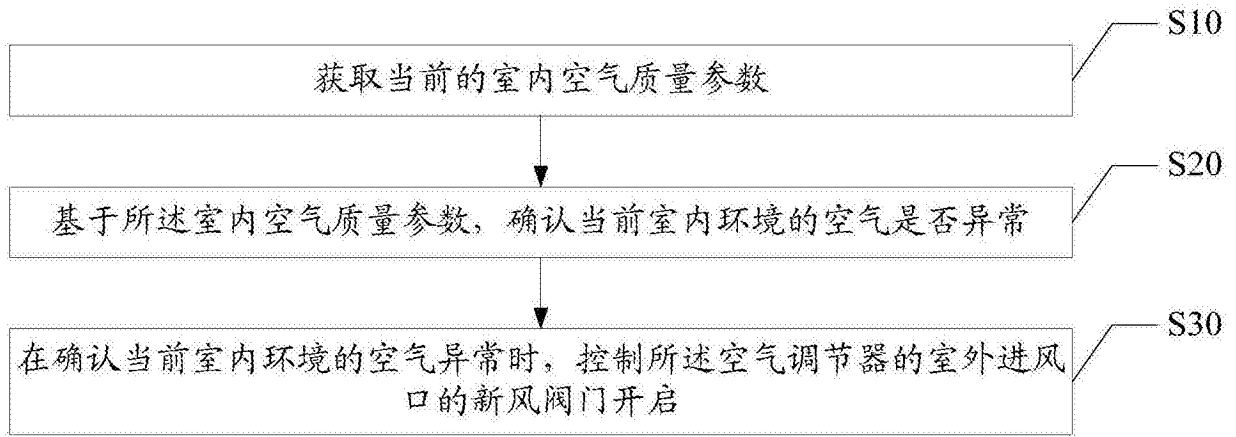 S10
获取当前的室内空气质量参数
S20
基于所述室内空气质量参数，确认当前室内环境的空气是否异常
S30
在确认当前室内环境的空气异常时，控制所述空气调节器的室外进风
口的新风阀门开启